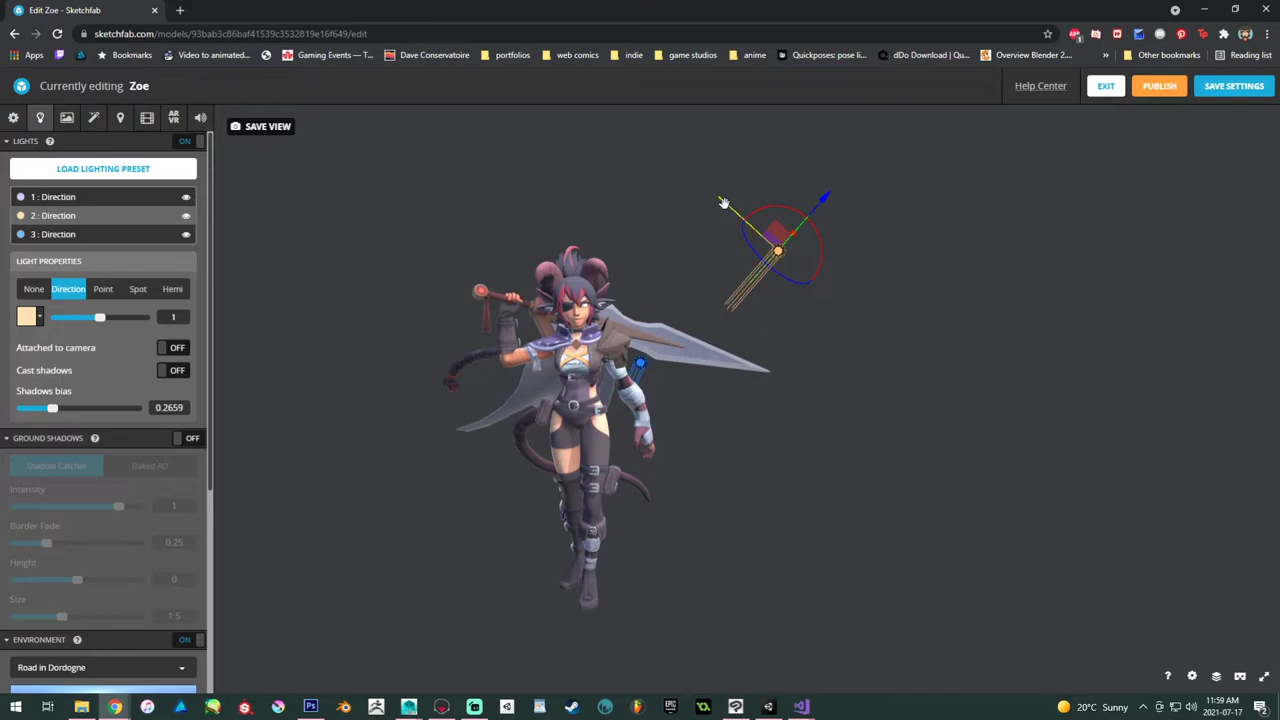 Edit Zoe - Sketchfab
sketchfab.com/models/93bab3c86baf41539c3532819e16f649/edit
Apps Bookmarks Video to animated... Gaming Events — T... Dave Conservatoire portfolios web comics indie game studios anime Quickposes: pose li... dDo Download | Qu... Overview Blender 2.... » Other bookmarks Reading list
Currently editing Zoe
Help Center
EXIT
PUBLISH
SAVE SETTINGS
AR
VR
LIGHTS ? ON
SAVE VIEW
LOAD LIGHTING PRESET
1 : Direction
2 : Direction
3 : Direction
LIGHT PROPERTIES
None Direction Point Spot Hemi
1
Attached to camera OFF
Cast shadows OFF
Shadows bias
0.2659
GROUND SHADOWS ? OFF
Shadow Catcher Baked AO
Intensity
1
Border Fade
0.25
Height
0
Size
1.5
ENVIRONMENT ? ON
Road in Dordogne
20°C Sunny
11:59 AM
2021-07-17